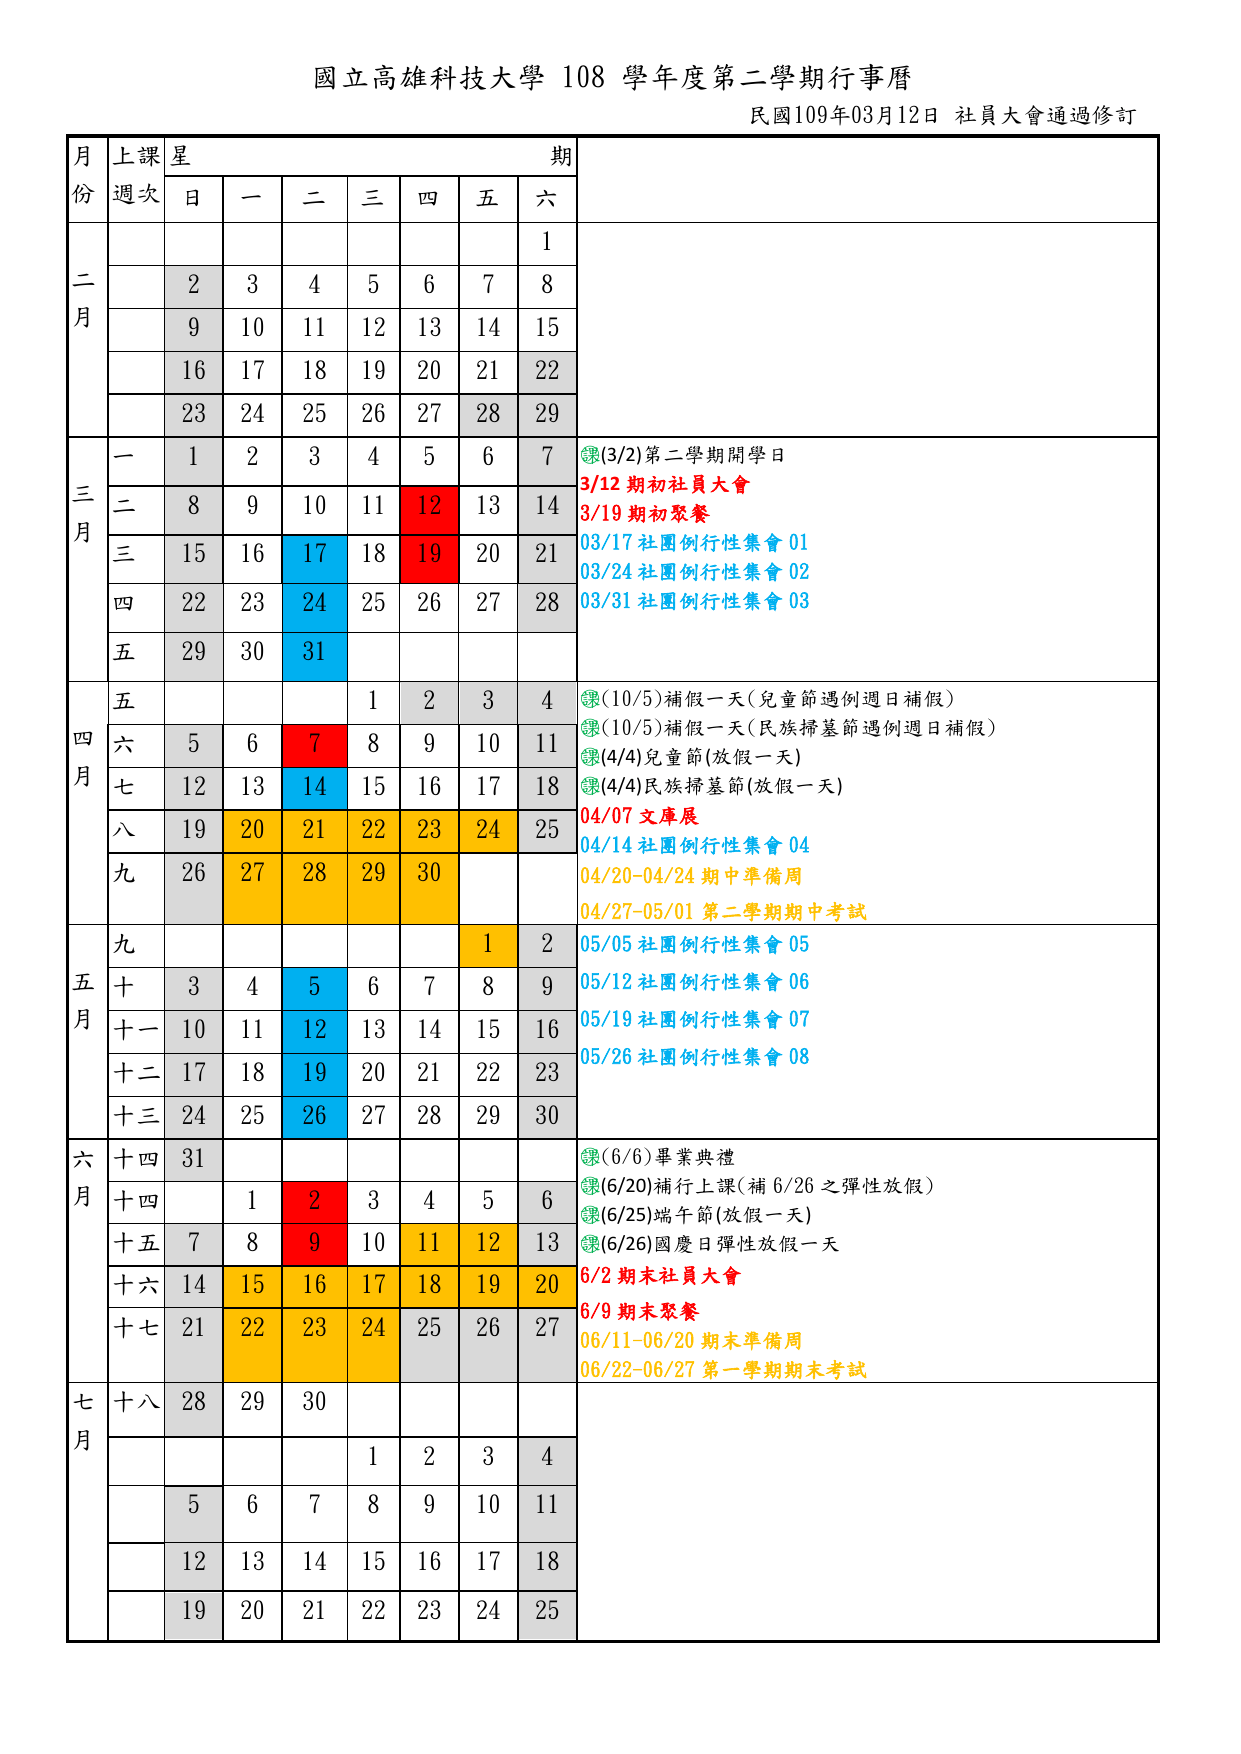 國立高雄科技大學 108 學年度第二學期行事曆
民國109年03月12日 社員大會通過修訂
月份 上課週次 星 期
日 一 二 三 四 五 六
二月
1
2 3 4 5 6 7 8
9 10 11 12 13 14 15
16 17 18 19 20 21 22
23 24 25 26 27 28 29
三月
一 1 2 3 4 5 6 7
二 8 9 10 11 12 13 14
三 15 16 17 18 19 20 21
四 22 23 24 25 26 27 28
五 29 30 31
課(3/2)第二學期開學日
3/12 期初社員大會
3/19 期初聚餐
03/17 社團例行性集會 01
03/24 社團例行性集會 02
03/31 社團例行性集會 03
四月
五 1 2 3 4
六 5 6 7 8 9 10 11
七 12 13 14 15 16 17 18
八 19 20 21 22 23 24 25
九 26 27 28 29 30
課(10/5)補假一天(兒童節遇例週日補假)
課(10/5)補假一天(民族掃墓節遇例週日補假)
課(4/4)兒童節(放假一天)
課(4/4)民族掃墓節(放假一天)
04/07 文庫展
04/14 社團例行性集會 04
04/20-04/24 期中準備周
04/27-05/01 第二學期期中考試
五月
九 1 2
十 3 4 5 6 7 8 9
十一 10 11 12 13 14 15 16
十二 17 18 19 20 21 22 23
十三 24 25 26 27 28 29 30
05/05 社團例行性集會 05
05/12 社團例行性集會 06
05/19 社團例行性集會 07
05/26 社團例行性集會 08
六月
十四 31
十四 1 2 3 4 5 6
十五 7 8 9 10 11 12 13
十六 14 15 16 17 18 19 20
十七 21 22 23 24 25 26 27
課(6/6)畢業典禮
課(6/20)補行上課(補 6/26 之彈性放假)
課(6/25)端午節(放假一天)
課(6/26)國慶日彈性放假一天
6/2 期末社員大會
6/9 期末聚餐
06/11-06/20 期末準備周
06/22-06/27 第一學期期末考試
七月
十八 28 29 30
1 2 3 4
5 6 7 8 9 10 11
12 13 14 15 16 17 18
19 20 21 22 23 24 25